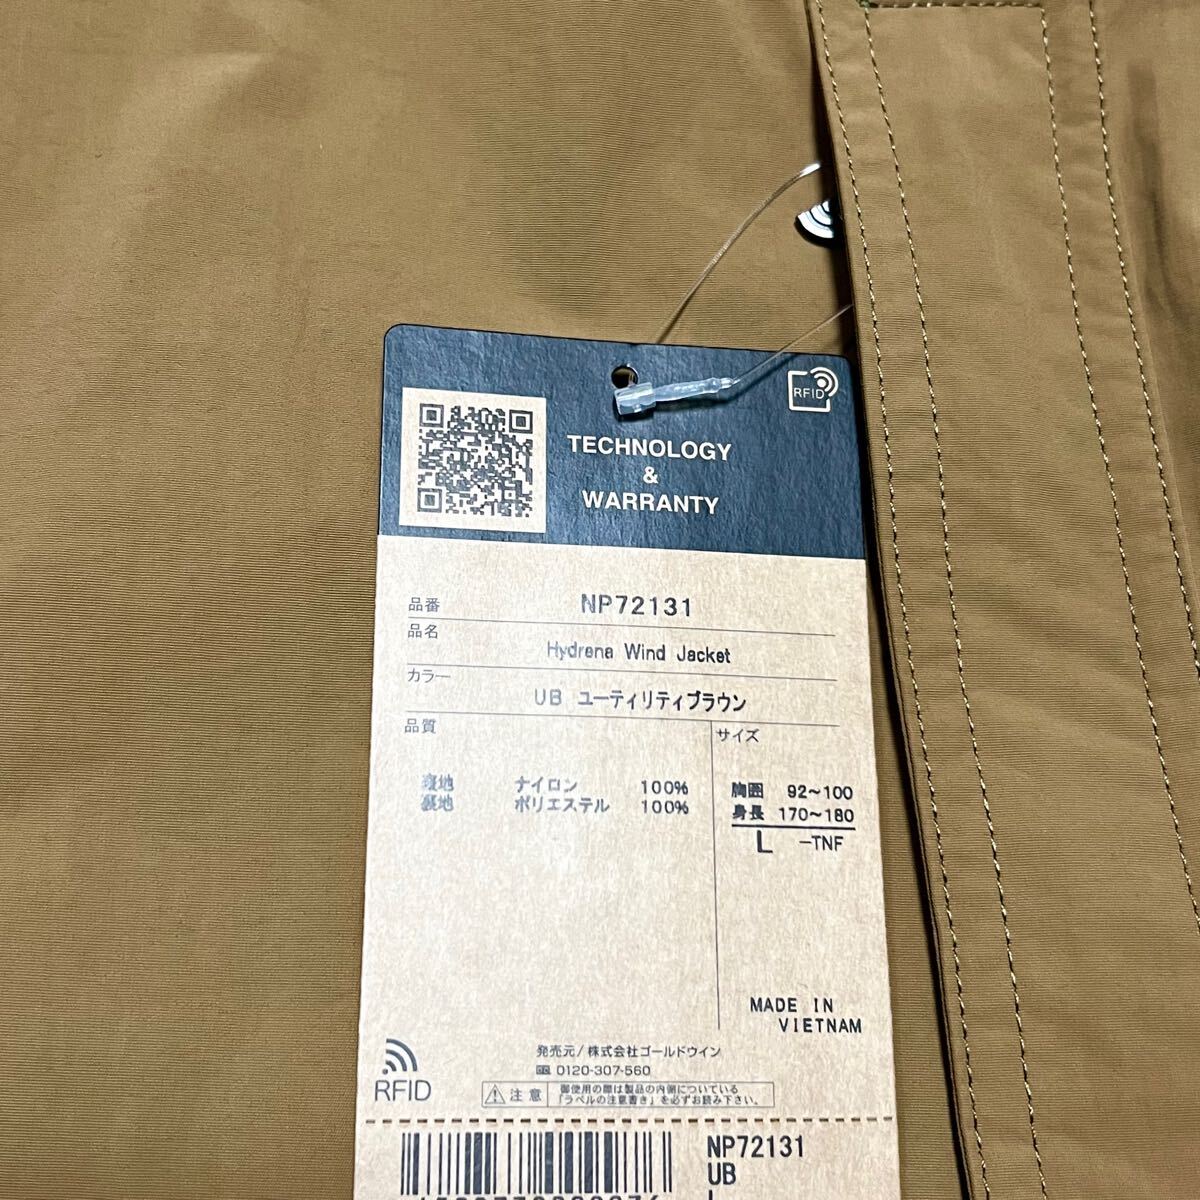 RFID
TECHNOLOGY
&
WARRANTY
品番 NP72131
品名
Hydrena Wind Jacket
カラー
UB ユーティリティブラウン
品質
サイズ
表地 ナイロン 100%
裏地 ポリエステル 100%
胸囲 92~100
身長 170~180
L -TNF
MADE IN
VIETNAM
発売元/株式会社ゴールドウイン
0120-307-560
RFID
注意
御使用の際は製品の内側についている
「ラベルの注意書き」を必ずお読み下さい。
NP72131
UB